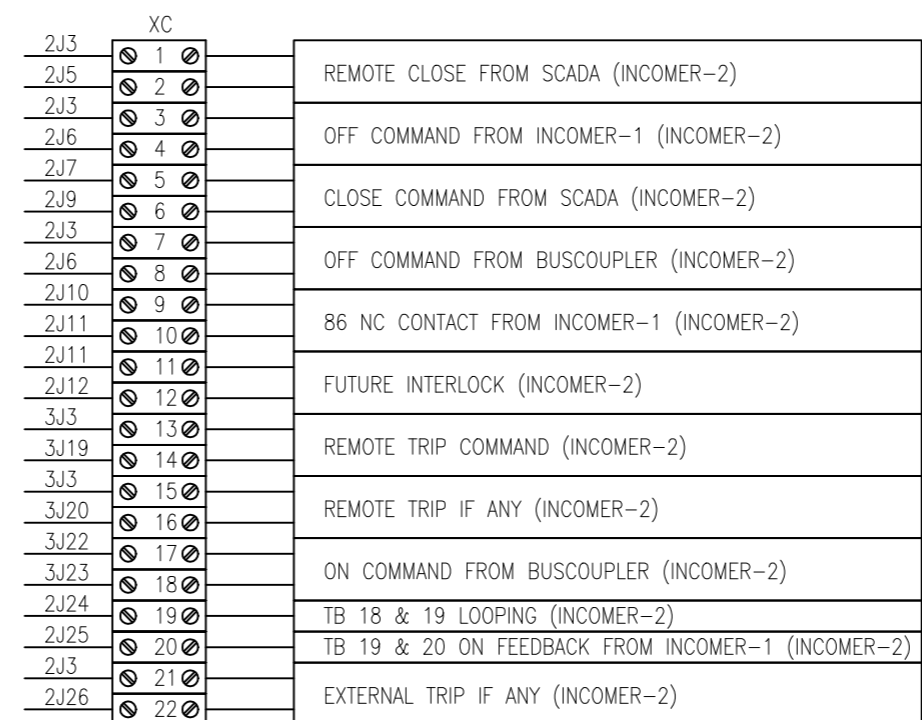 XC
2J3 1 REMOTE CLOSE FROM SCADA (INCOMER-2)
2J5 2
2J3 3 OFF COMMAND FROM INCOMER-1 (INCOMER-2)
2J6 4
2J7 5 CLOSE COMMAND FROM SCADA (INCOMER-2)
2J9 6
2J3 7 OFF COMMAND FROM BUSCOUPLER (INCOMER-2)
2J6 8
2J10 9 86 NC CONTACT FROM INCOMER-1 (INCOMER-2)
2J11 10
2J11 11 FUTURE INTERLOCK (INCOMER-2)
2J12 12
3J3 13 REMOTE TRIP COMMAND (INCOMER-2)
3J19 14
3J3 15 REMOTE TRIP IF ANY (INCOMER-2)
3J20 16
3J22 17 ON COMMAND FROM BUSCOUPLER (INCOMER-2)
3J23 18
2J24 19 TB 18 & 19 LOOPING (INCOMER-2)
2J25 20 TB 19 & 20 ON FEEDBACK FROM INCOMER-1 (INCOMER-2)
2J3 21 EXTERNAL TRIP IF ANY (INCOMER-2)
2J26 22